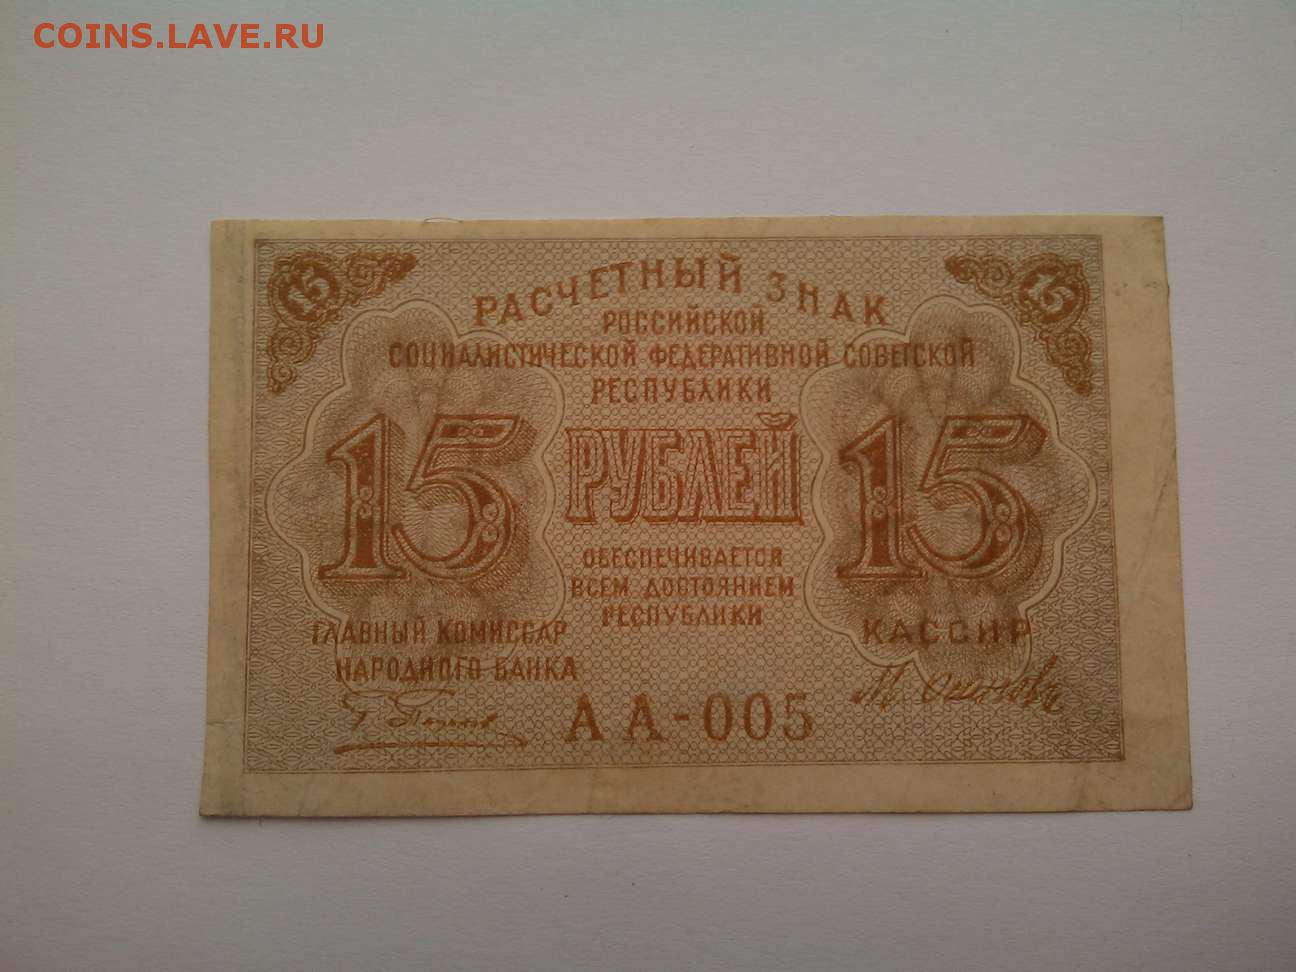 COINS.LAVE.RU
15
15
РАСЧЕТНЫЙ ЗНАК
РОССИЙСКОЙ
СОЦИАЛИСТИЧЕСКОЙ ФЕДЕРАТИВНОЙ СОВЕТСКОЙ
РЕСПУБЛИКИ
15 РУБЛЕЙ 15
ОБЕСПЕЧИВАЕТСЯ
ВСЕМ ДОСТОЯНИЕМ
РЕСПУБЛИКИ
ГЛАВНЫЙ КОМИССАР
НАРОДНОГО БАНКА
КАССИР
АА-005